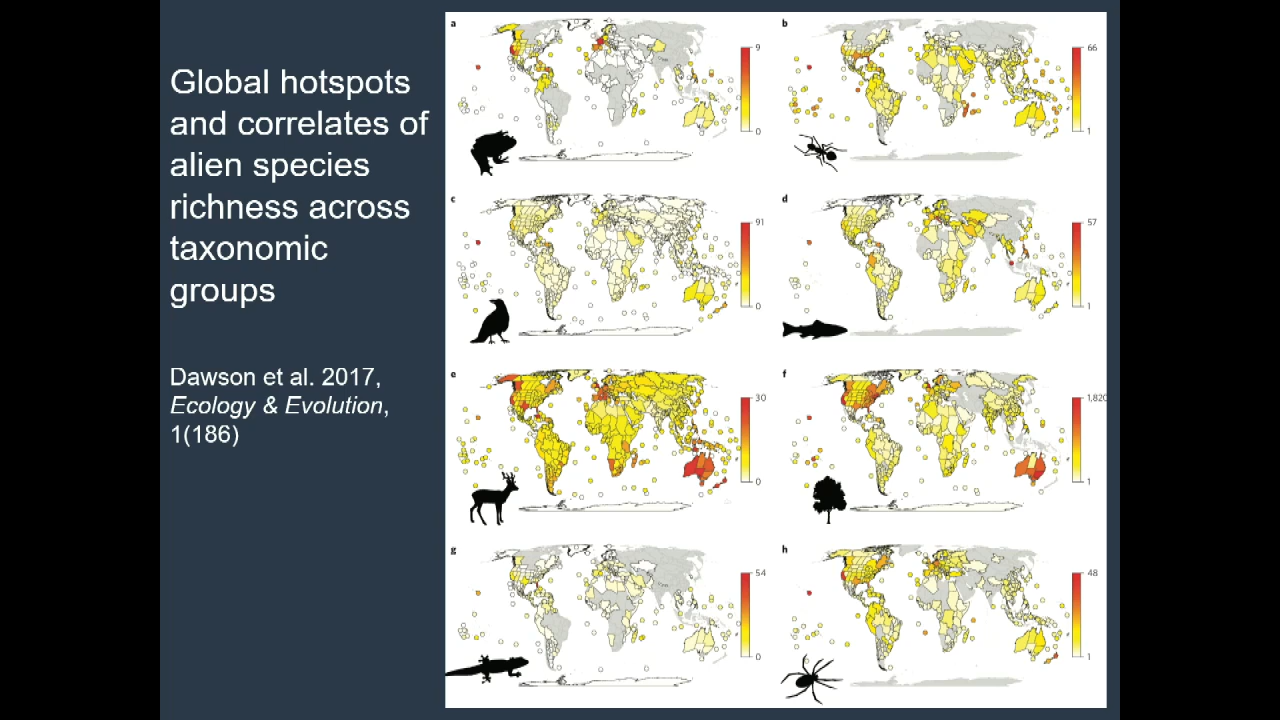 Global hotspots
and correlates of
alien species
richness across
taxonomic
groups
Dawson et al. 2017,
Ecology & Evolution,
1(186)
a
9
0
b
66
1
c
91
0
d
57
1
e
30
0
f
1,820
1
g
54
0
h
48
1